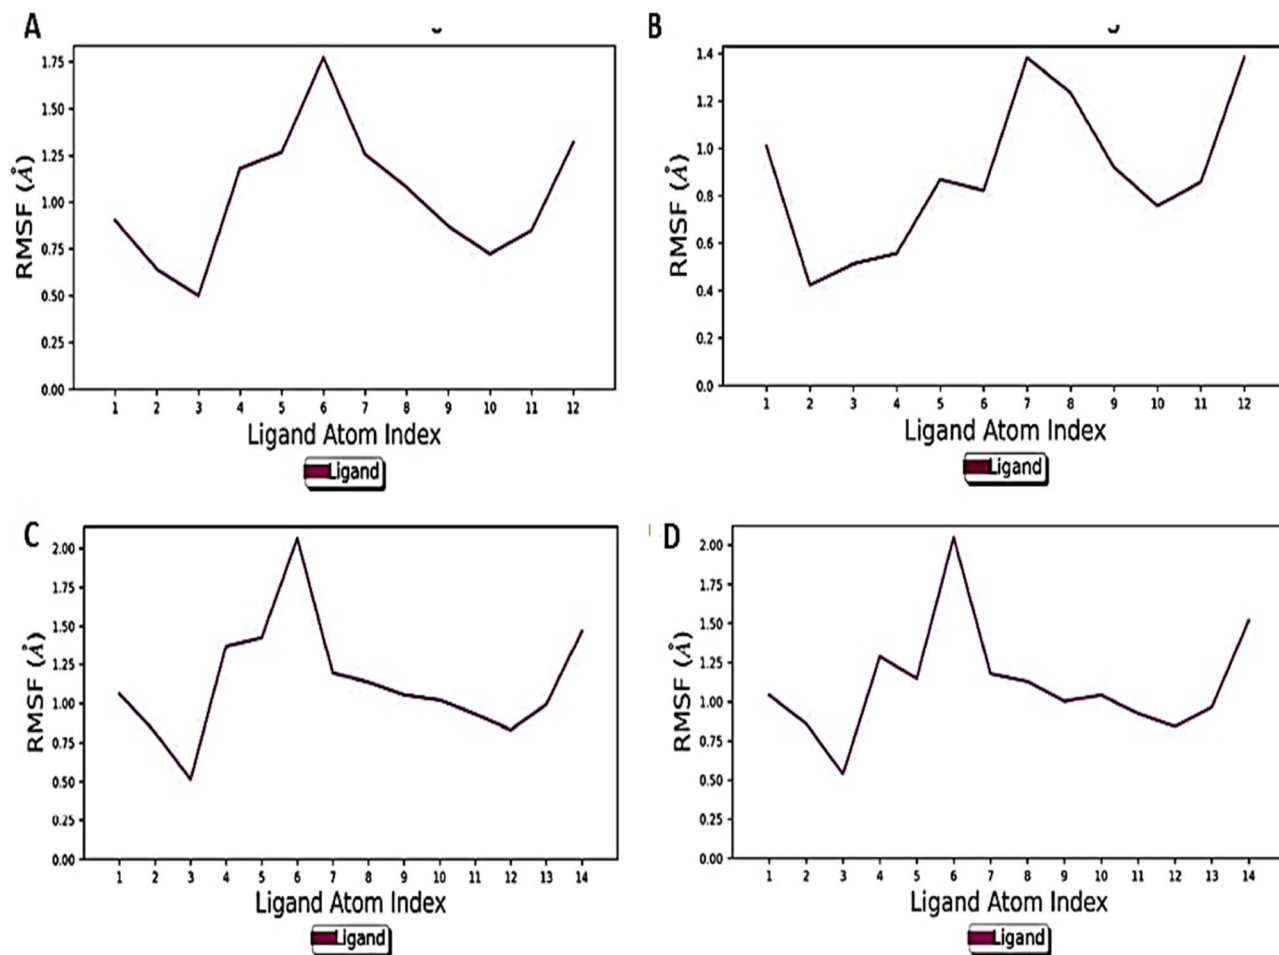 A
1.75
1.50
1.25
1.00
0.75
0.50
0.25
0.00
RMSF (Å)
1 2 3 4 5 6 7 8 9 10 11 12
Ligand Atom Index
Ligand
B
1.4
1.2
1.0
0.8
0.6
0.4
0.2
0.0
RMSF (Å)
1 2 3 4 5 6 7 8 9 10 11 12
Ligand Atom Index
Ligand
C
2.00
1.75
1.50
1.25
1.00
0.75
0.50
0.25
0.00
RMSF (Å)
1 2 3 4 5 6 7 8 9 10 11 12 13 14
Ligand Atom Index
Ligand
D
2.00
1.75
1.50
1.25
1.00
0.75
0.50
0.25
0.00
RMSF (Å)
1 2 3 4 5 6 7 8 9 10 11 12 13 14
Ligand Atom Index
Ligand